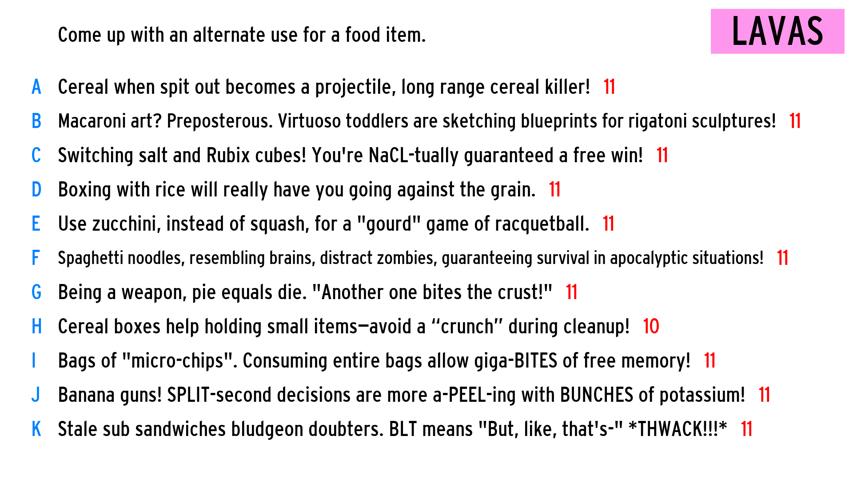 Come up with an alternate use for a food item.
LAVAS
A Cereal when spit out becomes a projectile, long range cereal killer! 11
B Macaroni art? Preposterous. Virtuoso toddlers are sketching blueprints for rigatoni sculptures! 11
C Switching salt and Rubix cubes! You're NaCL-tually guaranteed a free win! 11
D Boxing with rice will really have you going against the grain. 11
E Use zucchini, instead of squash, for a "gourd" game of racquetball. 11
F Spaghetti noodles, resembling brains, distract zombies, guaranteeing survival in apocalyptic situations! 11
G Being a weapon, pie equals die. "Another one bites the crust!" 11
H Cereal boxes help holding small items—avoid a “crunch” during cleanup! 10
I Bags of "micro-chips". Consuming entire bags allow giga-BITES of free memory! 11
J Banana guns! SPLIT-second decisions are more a-PEEL-ing with BUNCHES of potassium! 11
K Stale sub sandwiches bludgeon doubters. BLT means "But, like, that's-" *THWACK!!!* 11